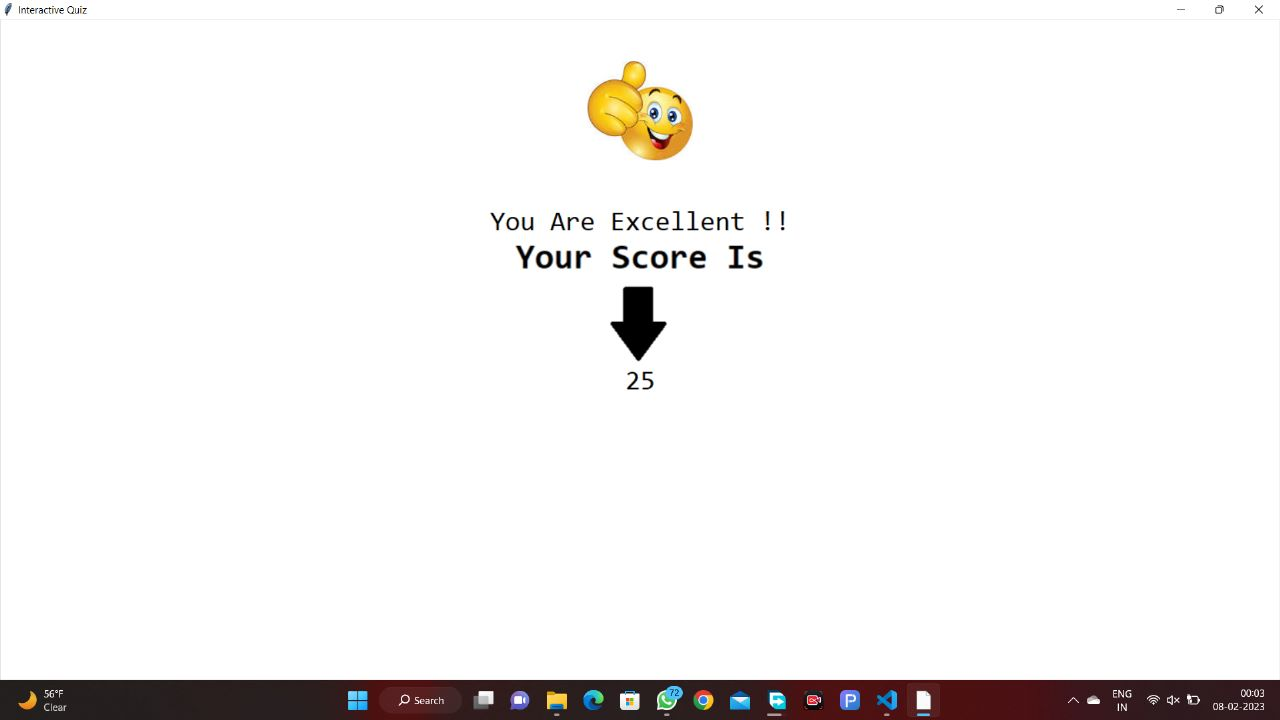 Interactive Quiz
You Are Excellent !!
Your Score Is
25
56°F
Clear
Search
72
ENG
IN
00:03
08-02-2023